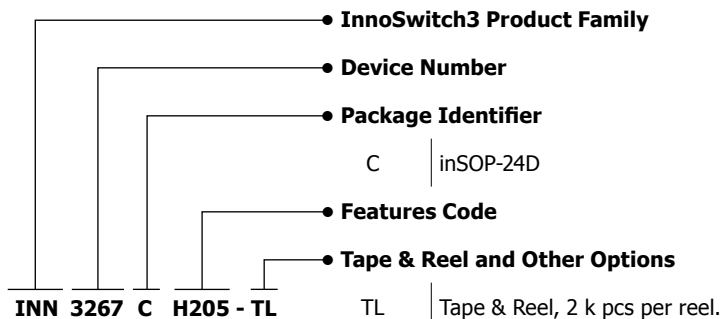 InnoSwitch3 Product Family
Device Number
Package Identifier
C inSOP-24D
Features Code
Tape & Reel and Other Options
INN 3267 C H205 - TL TL Tape & Reel, 2 k pcs per reel.